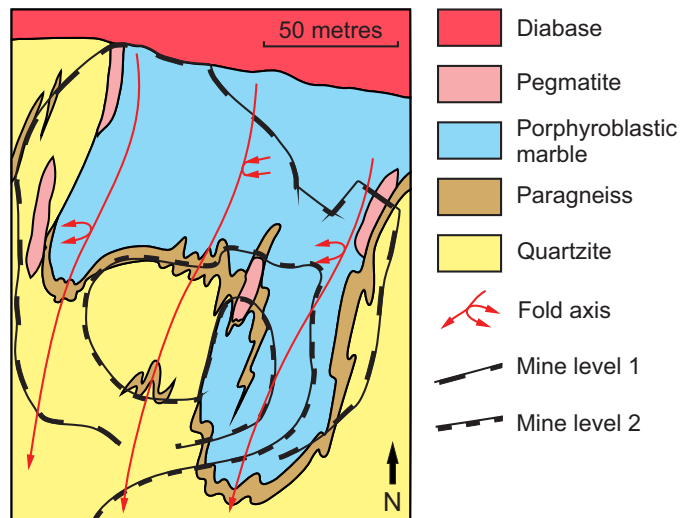 50 metres
N
Diabase
Pegmatite
Porphyroblastic
marble
Paragneiss
Quartzite
Fold axis
Mine level 1
Mine level 2